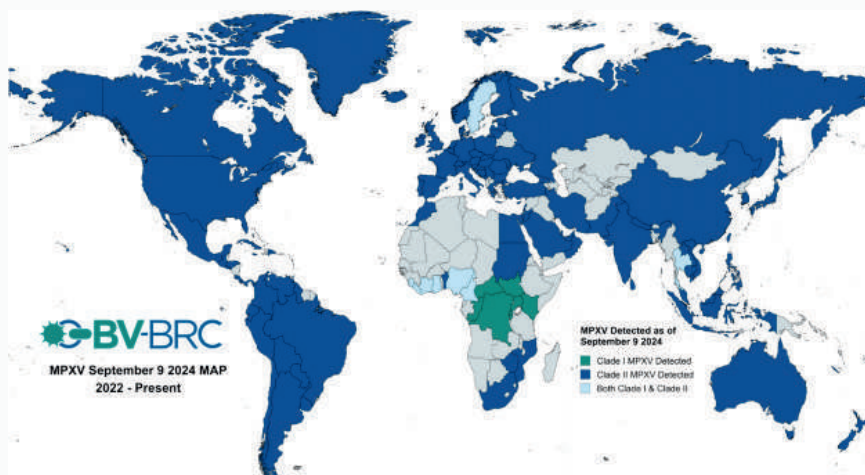 BV-BRC
MPXV September 9 2024 MAP
2022 - Present
MPXV Detected as of
September 9 2024
Clade I MPXV Detected
Clade II MPXV Detected
Both Clade I & Clade II